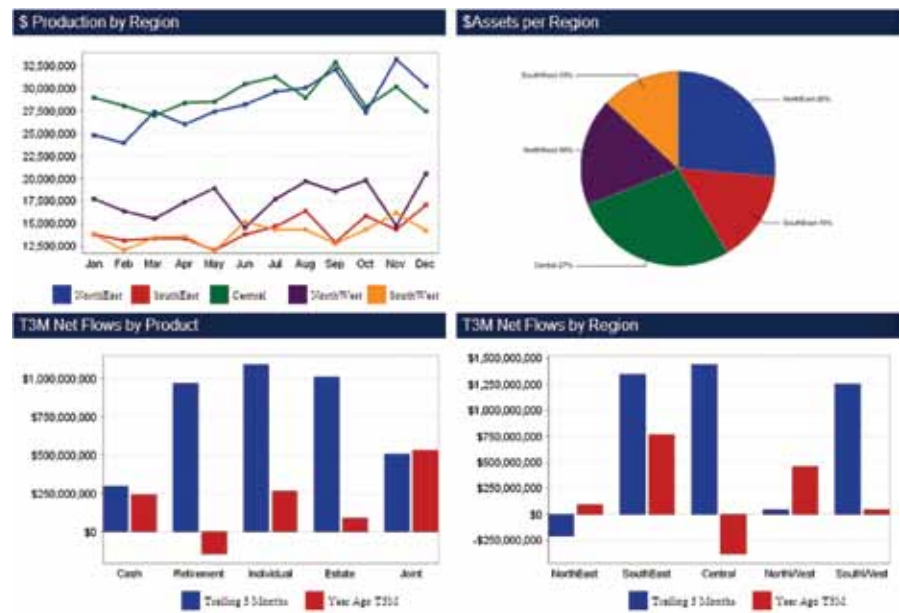 $ Production by Region
32,500,000
30,000,000
27,500,000
25,000,000
22,500,000
20,000,000
17,500,000
15,000,000
12,500,000
Jan Feb Mar Apr May Jun Jul Aug Sep Oct Nov Dec
NorthEast SouthEast Central NorthWest SouthWest
$Assets per Region
SouthWest
NorthEast
NorthWest
SouthEast
Central 27%
T3M Net Flows by Product
$1,000,000,000
$750,000,000
$500,000,000
$250,000,000
$0
Cash Retirement Individual Estate Joint
Trailing 3 Months Year Ago T3M
T3M Net Flows by Region
$1,500,000,000
$1,250,000,000
$1,000,000,000
$750,000,000
$500,000,000
$250,000,000
$0
-$250,000,000
NorthEast SouthEast Central NorthWest SouthWest
Trailing 3 Months Year Ago T3M